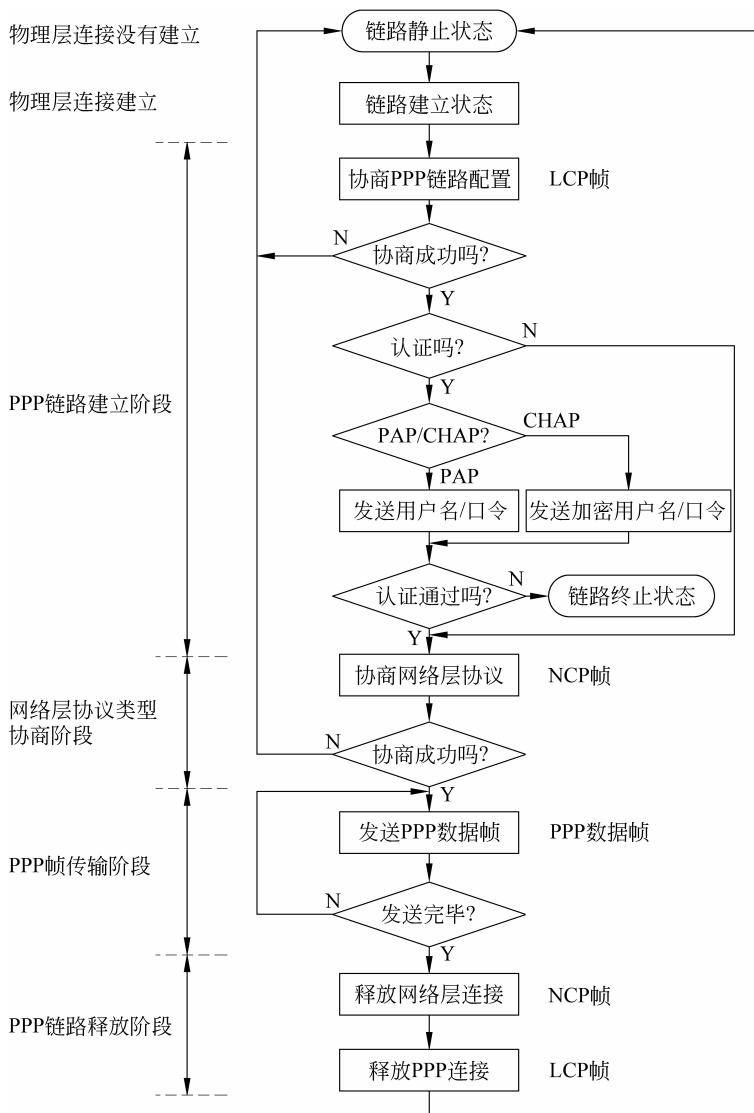 物理层连接没有建立
链路静止状态
物理层连接建立
链路建立状态
协商PPP链路配置
LCP帧
N
协商成功吗?
Y
N
认证吗?
Y
PPP链路建立阶段
PAP/CHAP?
CHAP
PAP
发送用户名/口令
发送加密用户名/口令
认证通过吗?
N
链路终止状态
Y
协商网络层协议
NCP帧
网络层协议类型
协商阶段
N
协商成功吗?
Y
发送PPP数据帧
PPP数据帧
PPP帧传输阶段
N
发送完毕?
Y
释放网络层连接
NCP帧
PPP链路释放阶段
释放PPP连接
LCP帧